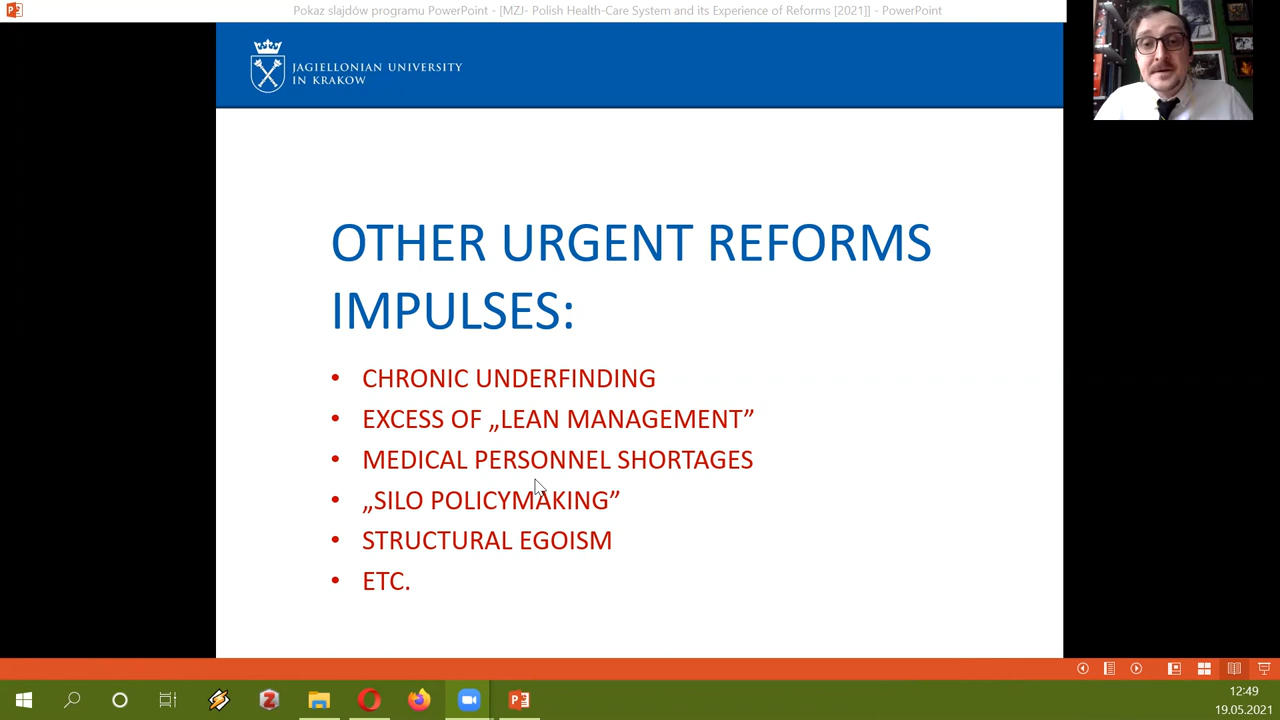 Pokaz slajdów programu PowerPoint - [MZJ- Polish Health-Care System and its Experience of Reforms [2021]] - PowerPoint
JAGIELLONIAN UNIVERSITY
IN KRAKOW
OTHER URGENT REFORMS
IMPULSES:
• CHRONIC UNDERFINDING
• EXCESS OF „LEAN MANAGEMENT”
• MEDICAL PERSONNEL SHORTAGES
• „SILO POLICYMAKING”
• STRUCTURAL EGOISM
• ETC.
12:49
19.05.2021